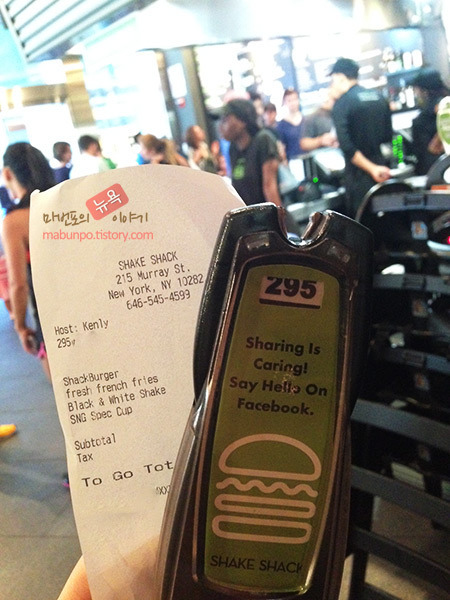 마번포의 뉴욕 이야기
mabunpo.tistory.com
SHAKE SHACK
215 Murray St.
New York, NY 10282
646-545-4599
Host: Kenly
295
ShackBurger
fresh french fries
Black & White Shake
SNG Spec Cup
Subtotal
Tax
To Go Tot
295
Sharing Is
Caring!
Say Hello On
Facebook.
SHAKE SHACK